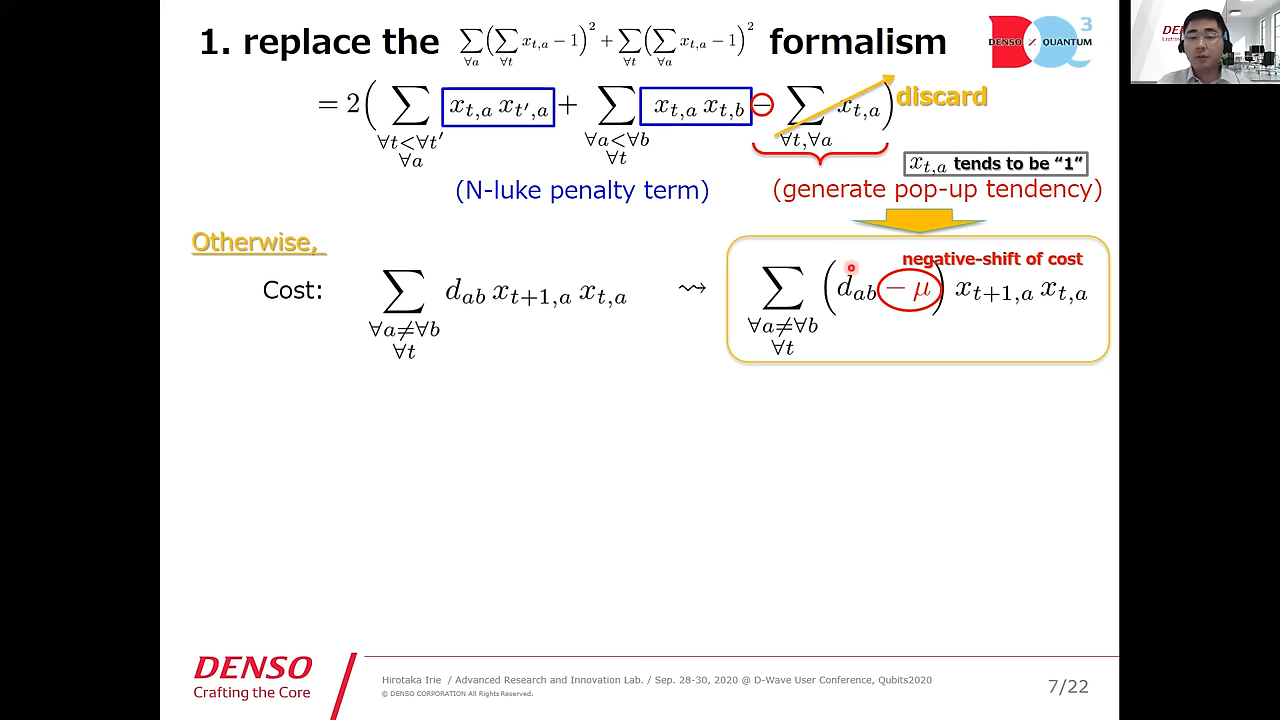 1. replace the ∑∀a(∑∀t x_{t,a} − 1)² + ∑∀t(∑∀a x_{t,a} − 1)² formalism
DENSO × QUANTUM 3
= 2(∑∀t<∀t′ ∀a x_{t,a} x_{t′,a} + ∑∀a<∀b ∀t x_{t,a} x_{t,b} − ∑∀t,∀a x_{t,a}) discard
x_{t,a} tends to be “1”
(N-luke penalty term) (generate pop-up tendency)
Otherwise,
negative-shift of cost
Cost: ∑∀a≠∀b ∀t d_{ab} x_{t+1,a} x_{t,a} ⇝ ∑∀a≠∀b ∀t (d_{ab} − μ) x_{t+1,a} x_{t,a}
DENSO
Crafting the Core
Hirotaka Irie / Advanced Research and Innovation Lab. / Sep. 28-30, 2020 @ D-Wave User Conference, Qubits2020
© DENSO CORPORATION All Rights Reserved.
7/22